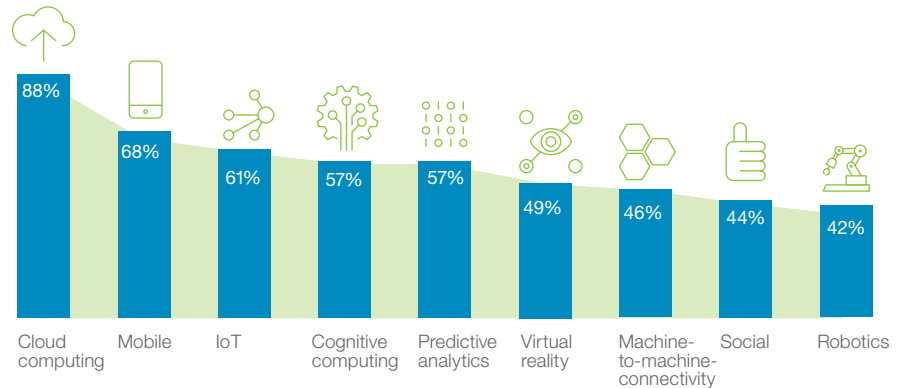 88%
68%
61%
57%
57%
49%
46%
44%
42%
Cloud
computing
Mobile
IoT
Cognitive
computing
Predictive
analytics
Virtual
reality
Machine-
to-machine-
connectivity
Social
Robotics